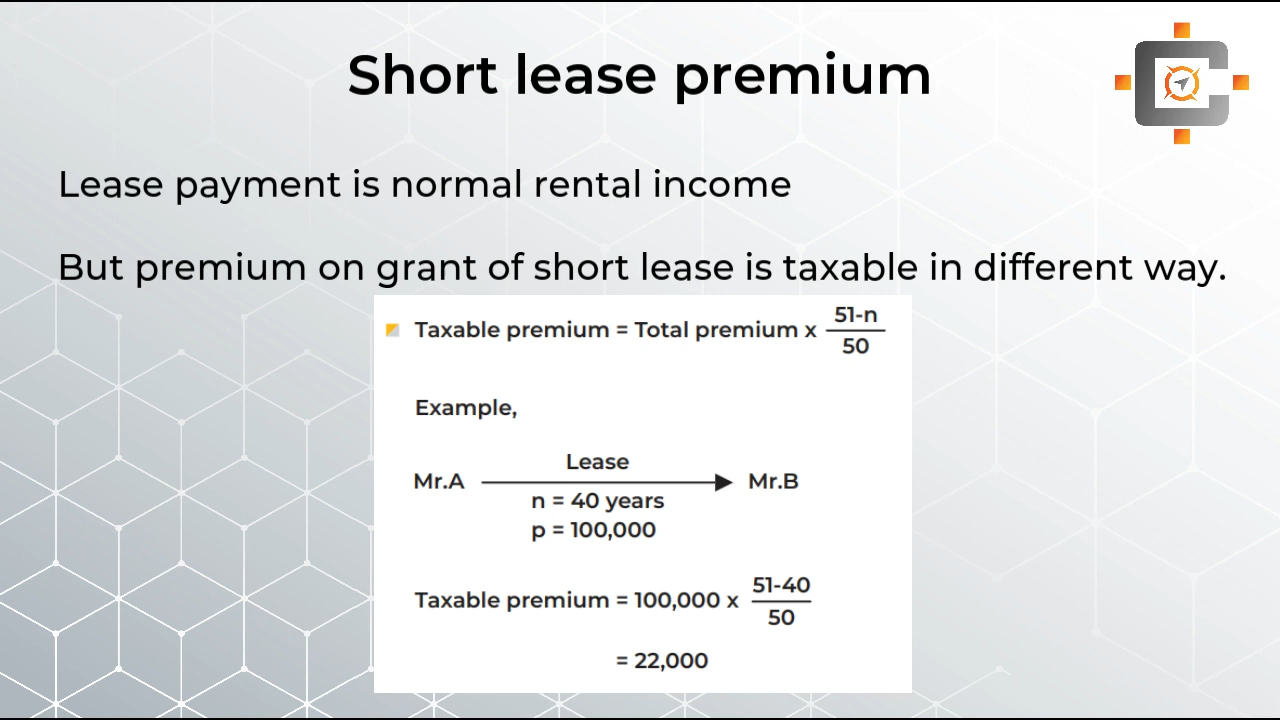 Short lease premium
Lease payment is normal rental income
But premium on grant of short lease is taxable in different way.
Taxable premium = Total premium x 51-n
50
Example,
Lease
Mr.A Mr.B
n = 40 years
p = 100,000
Taxable premium = 100,000 x 51-40
50
= 22,000